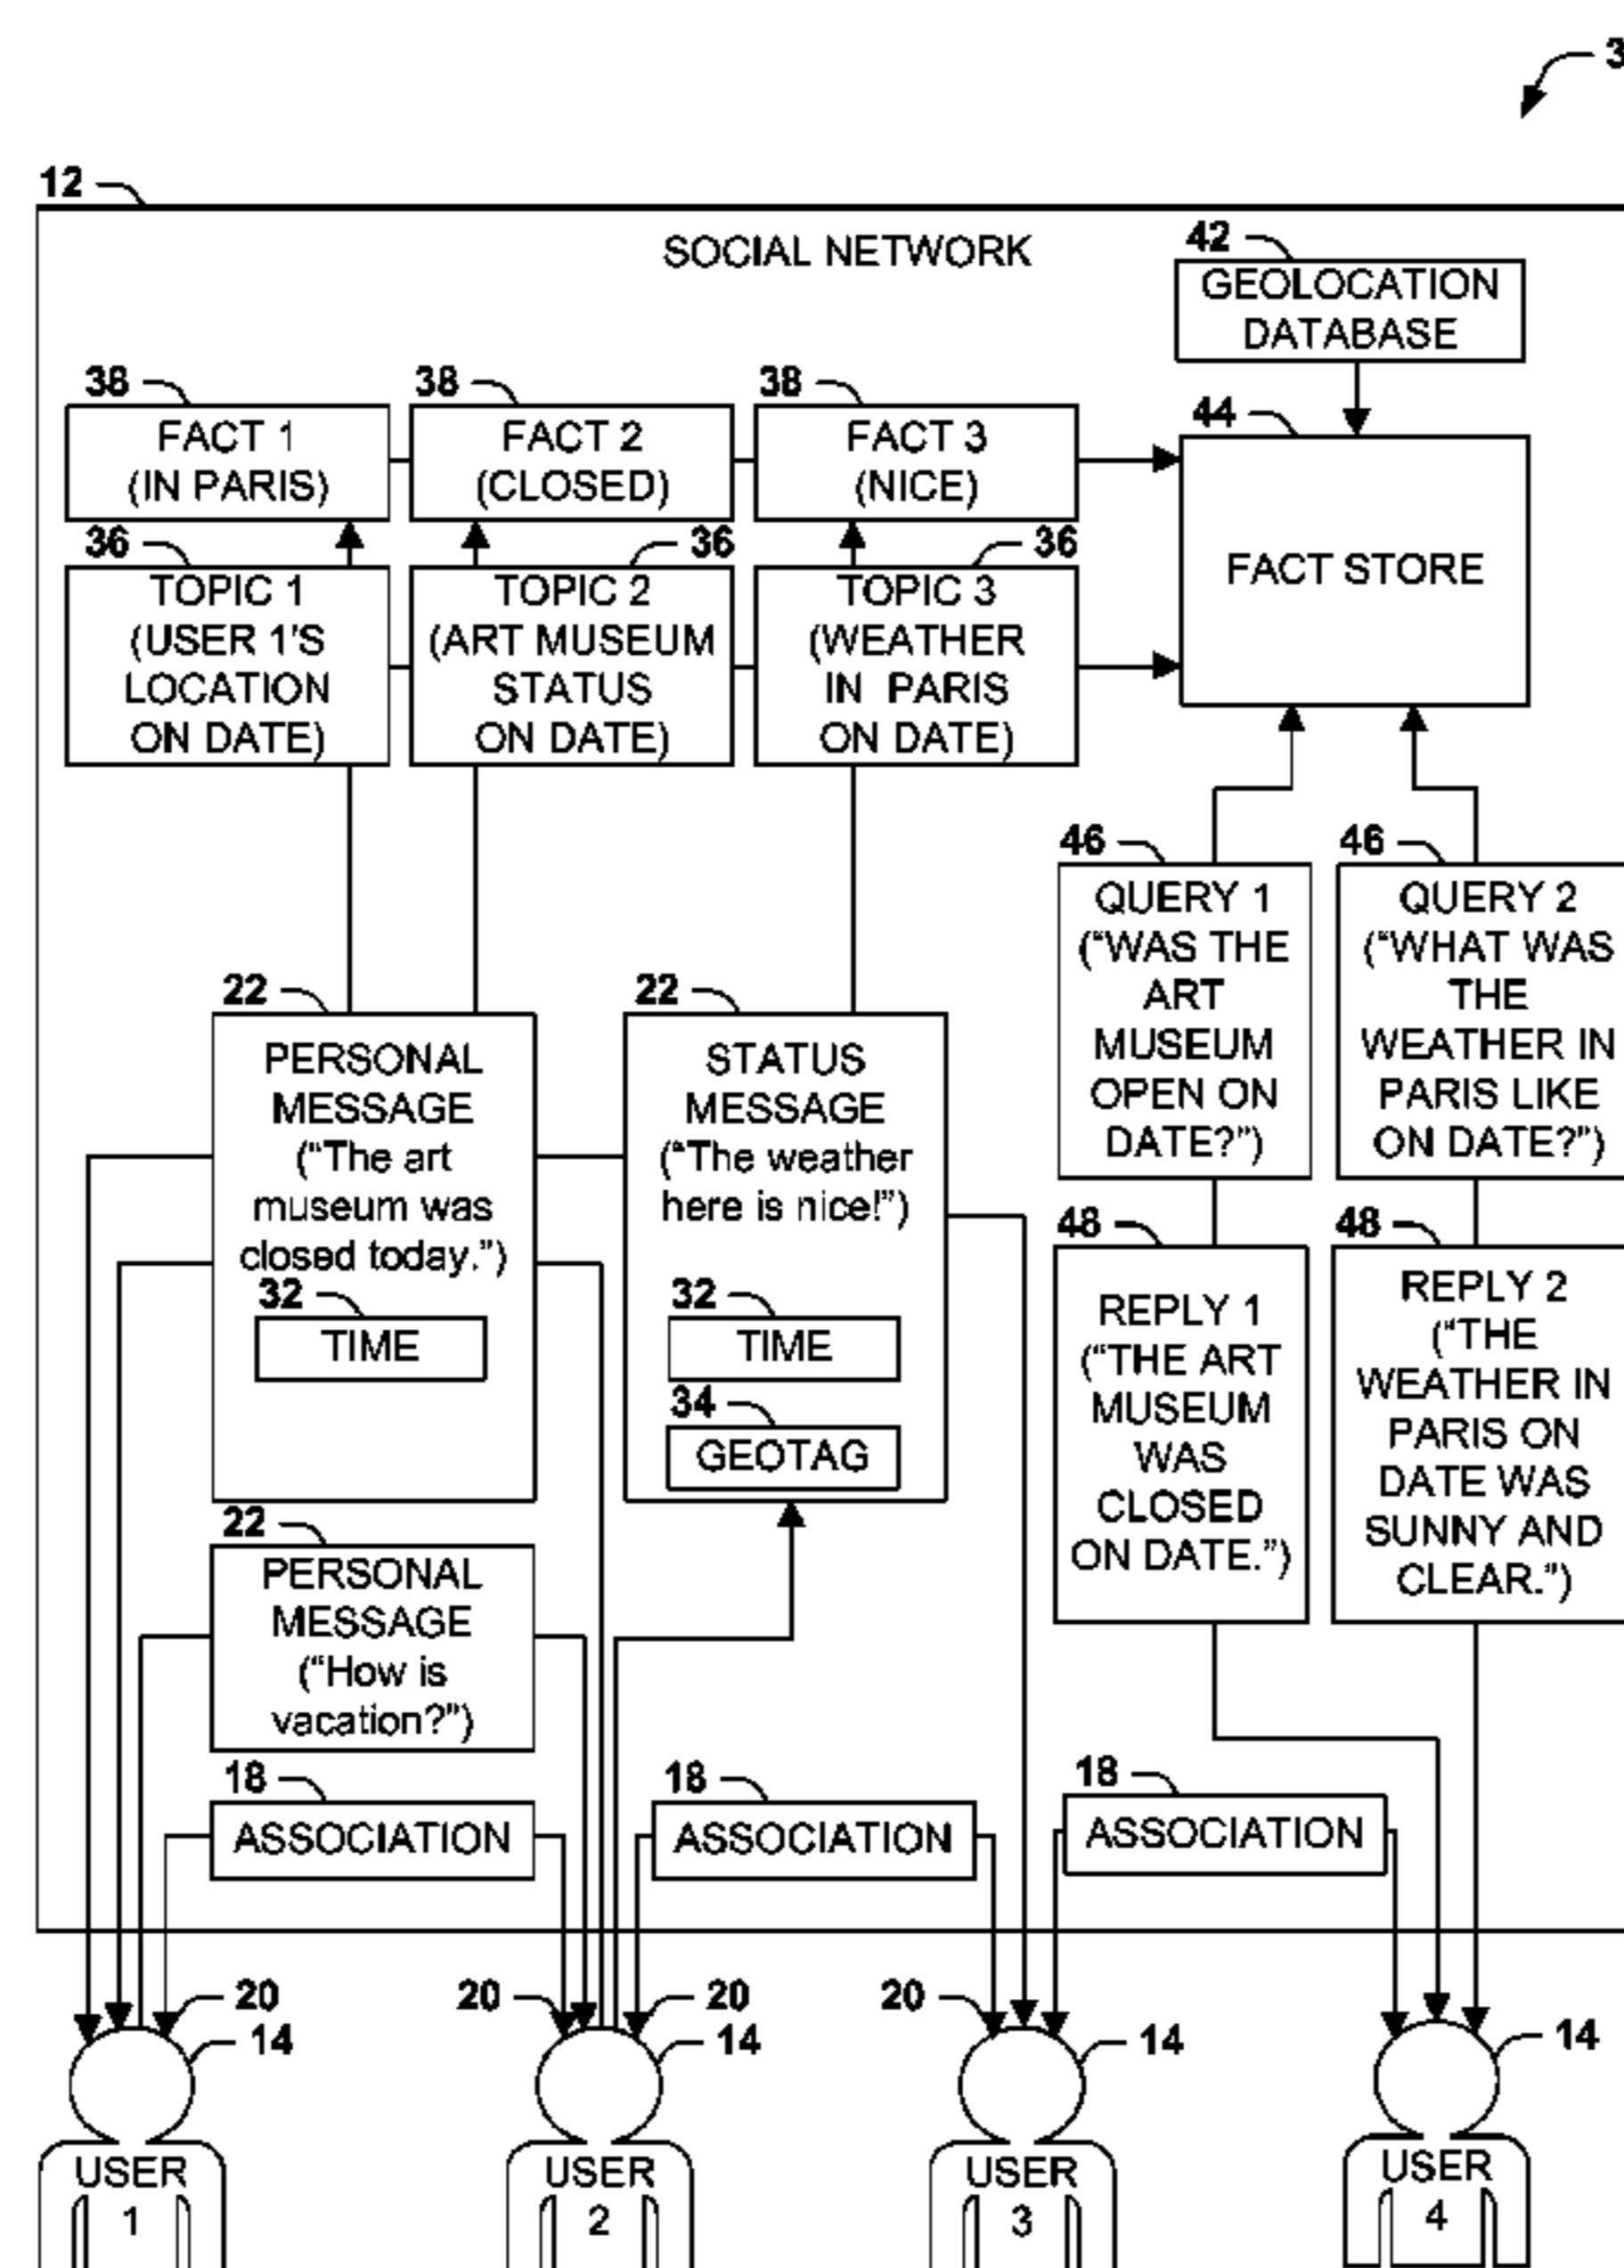 3
12
SOCIAL NETWORK
42
GEOLOCATION
DATABASE
38
FACT 1
(IN PARIS)
38
FACT 2
(CLOSED)
38
FACT 3
(NICE)
44
FACT STORE
36
TOPIC 1
(USER 1'S
LOCATION
ON DATE)
36
TOPIC 2
(ART MUSEUM
STATUS
ON DATE)
36
TOPIC 3
(WEATHER
IN PARIS
ON DATE)
46
QUERY 1
("WAS THE
ART
MUSEUM
OPEN ON
DATE?")
46
QUERY 2
("WHAT WAS
THE
WEATHER IN
PARIS LIKE
ON DATE?")
22
PERSONAL
MESSAGE
("The art
museum was
closed today.")
32
TIME
22
STATUS
MESSAGE
("The weather
here is nice!")
32
TIME
34
GEOTAG
48
REPLY 1
("THE ART
MUSEUM
WAS
CLOSED
ON DATE.")
48
REPLY 2
("THE
WEATHER IN
PARIS ON
DATE WAS
SUNNY AND
CLEAR.")
22
PERSONAL
MESSAGE
("How is
vacation?")
18
ASSOCIATION
18
ASSOCIATION
18
ASSOCIATION
20
14
20
20
14
20
14
14
USER
1
USER
2
USER
3
USER
4